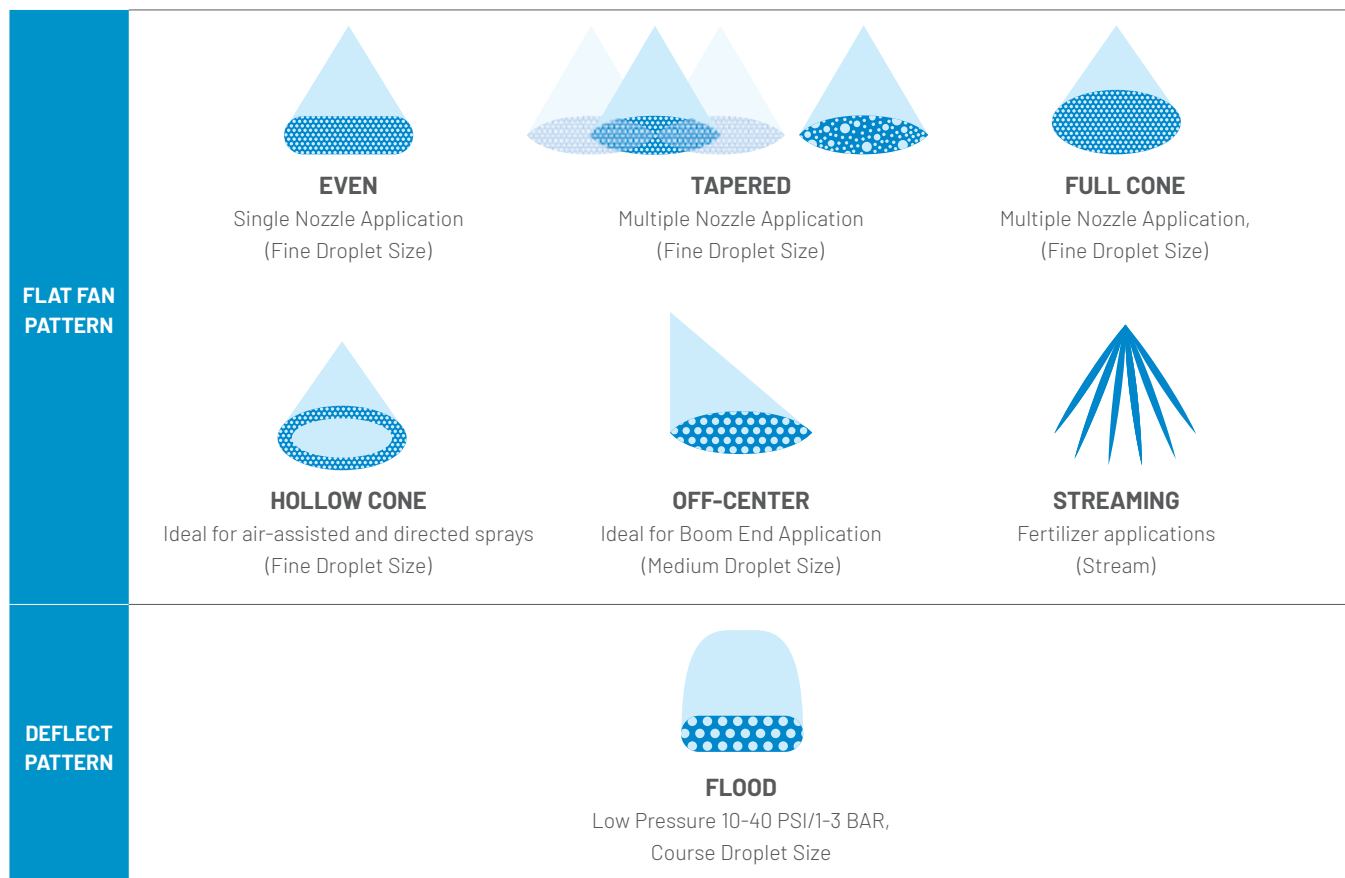 FLAT FAN
PATTERN
EVEN
Single Nozzle Application
(Fine Droplet Size)
TAPERED
Multiple Nozzle Application
(Fine Droplet Size)
FULL CONE
Multiple Nozzle Application,
(Fine Droplet Size)
HOLLOW CONE
Ideal for air-assisted and directed sprays
(Fine Droplet Size)
OFF-CENTER
Ideal for Boom End Application
(Medium Droplet Size)
STREAMING
Fertilizer applications
(Stream)
DEFLECT
PATTERN
FLOOD
Low Pressure 10-40 PSI/1-3 BAR,
Course Droplet Size